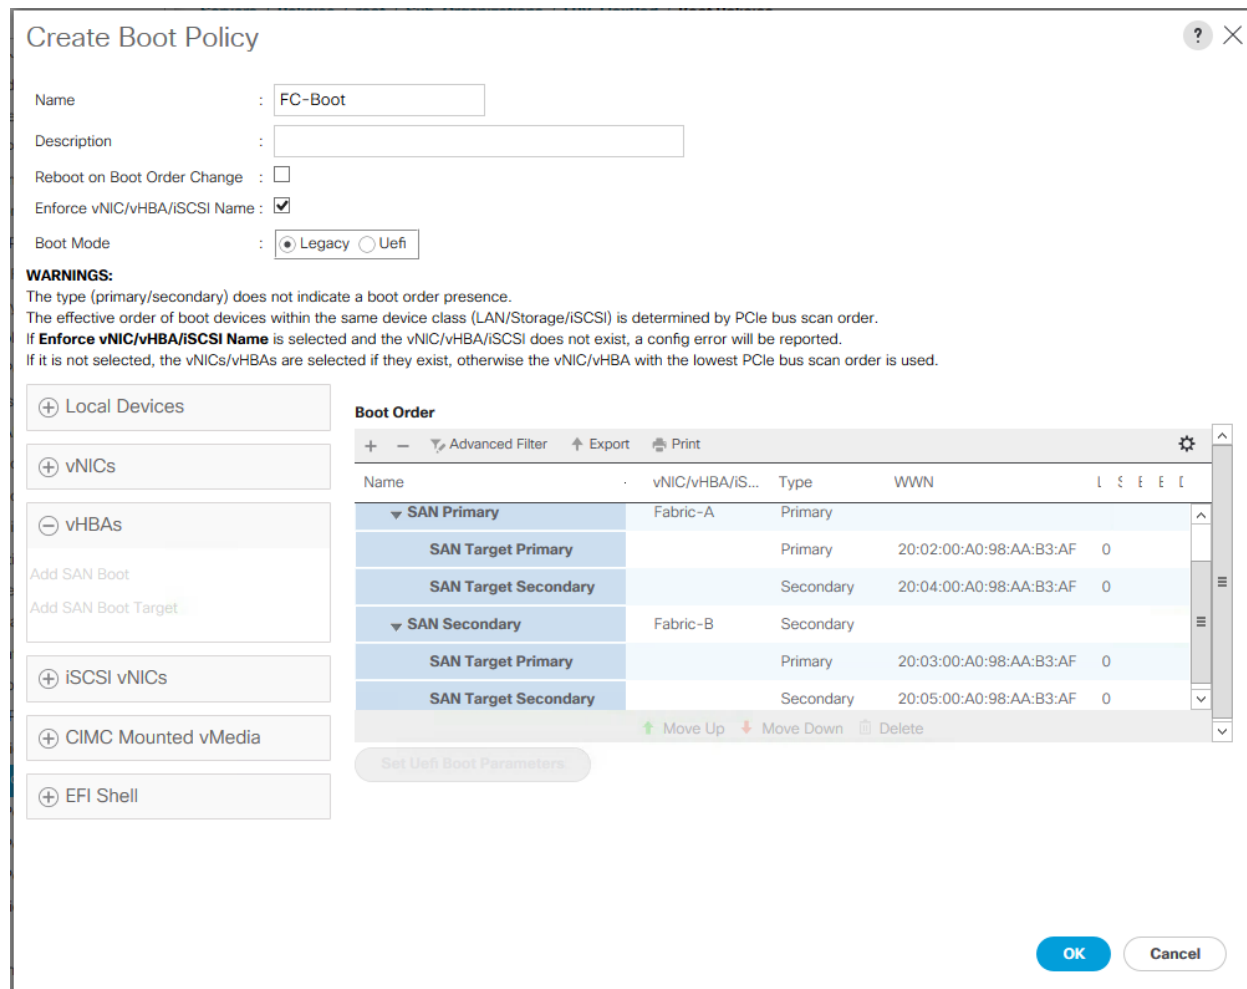 Create Boot Policy
?
Name : FC-Boot
Description :
Reboot on Boot Order Change :
Enforce vNIC/vHBA/iSCSI Name :
Boot Mode : Legacy Uefi
WARNINGS:
The type (primary/secondary) does not indicate a boot order presence.
The effective order of boot devices within the same device class (LAN/Storage/iSCSI) is determined by PCIe bus scan order.
If Enforce vNIC/vHBA/iSCSI Name is selected and the vNIC/vHBA/iSCSI does not exist, a config error will be reported.
If it is not selected, the vNICs/vHBAs are selected if they exist, otherwise the vNIC/vHBA with the lowest PCIe bus scan order is used.
Local Devices
vNICs
vHBAs
Add SAN Boot
Add SAN Boot Target
iSCSI vNICs
CIMC Mounted vMedia
EFI Shell
Boot Order
+ − Advanced Filter Export Print
Name vNIC/vHBA/iS... Type WWN
SAN Primary Fabric-A Primary
SAN Target Primary Primary 20:02:00:A0:98:AA:B3:AF 0
SAN Target Secondary Secondary 20:04:00:A0:98:AA:B3:AF 0
SAN Secondary Fabric-B Secondary
SAN Target Primary Primary 20:03:00:A0:98:AA:B3:AF 0
SAN Target Secondary Secondary 20:05:00:A0:98:AA:B3:AF 0
Move Up Move Down Delete
Set Uefi Boot Parameters
OK Cancel